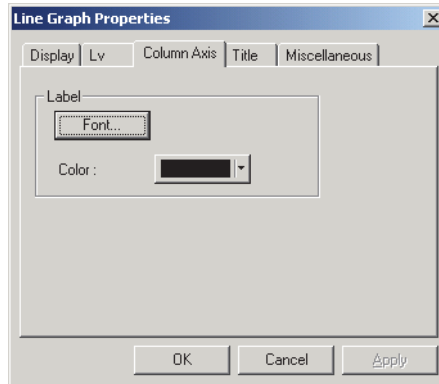 Line Graph Properties
Display Lv Column Axis Title Miscellaneous
Label
Font...
Color :
OK Cancel Apply